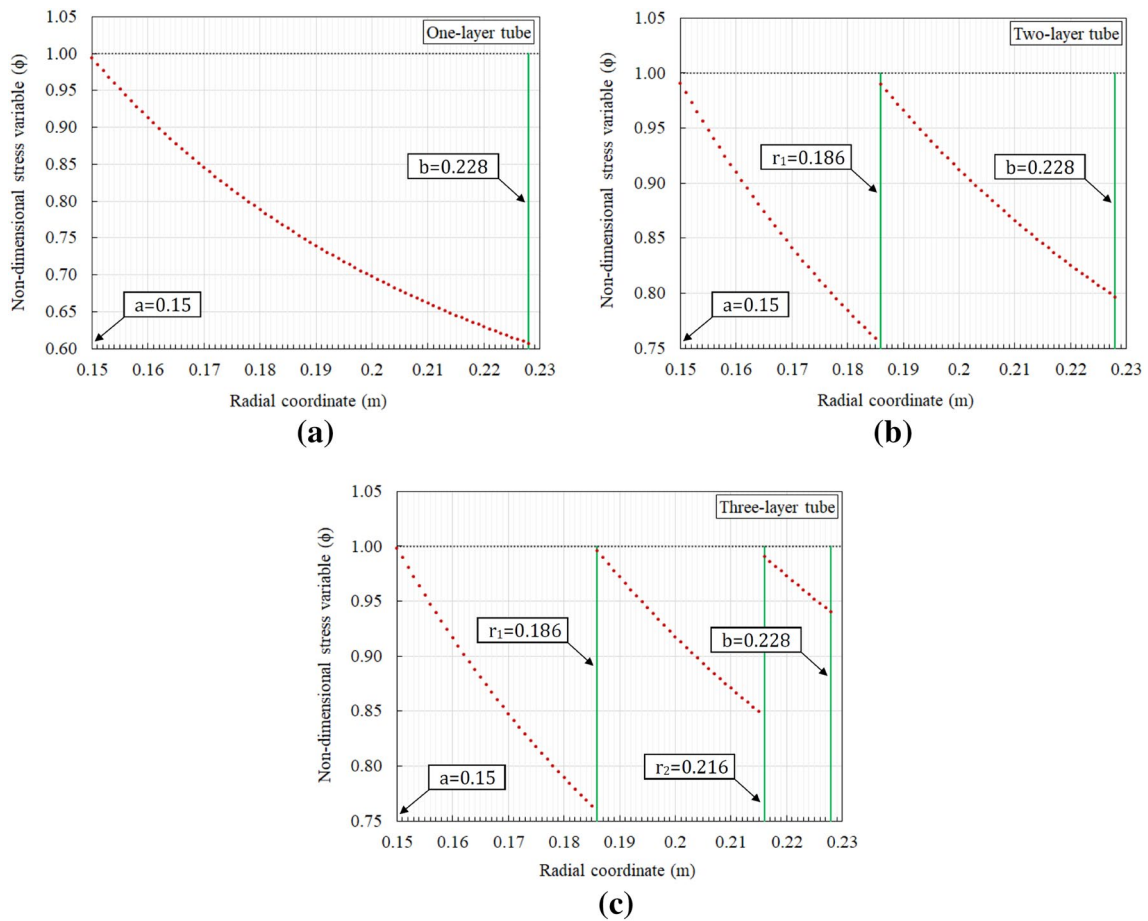 One-layer tube
Non-dimensional stress variable (ϕ)
1.05
1.00
0.95
0.90
0.85
0.80
0.75
0.70
0.65
0.60
b=0.228
a=0.15
0.15 0.16 0.17 0.18 0.19 0.2 0.21 0.22 0.23
Radial coordinate (m)
(a)
Two-layer tube
Non-dimensional stress variable (ϕ)
1.05
1.00
0.95
0.90
0.85
0.80
0.75
r₁=0.186
b=0.228
a=0.15
0.15 0.16 0.17 0.18 0.19 0.2 0.21 0.22 0.23
Radial coordinate (m)
(b)
Three-layer tube
Non-dimensional stress variable (ϕ)
1.05
1.00
0.95
0.90
0.85
0.80
0.75
r₁=0.186
b=0.228
a=0.15
r₂=0.216
0.15 0.16 0.17 0.18 0.19 0.2 0.21 0.22 0.23
Radial coordinate (m)
(c)